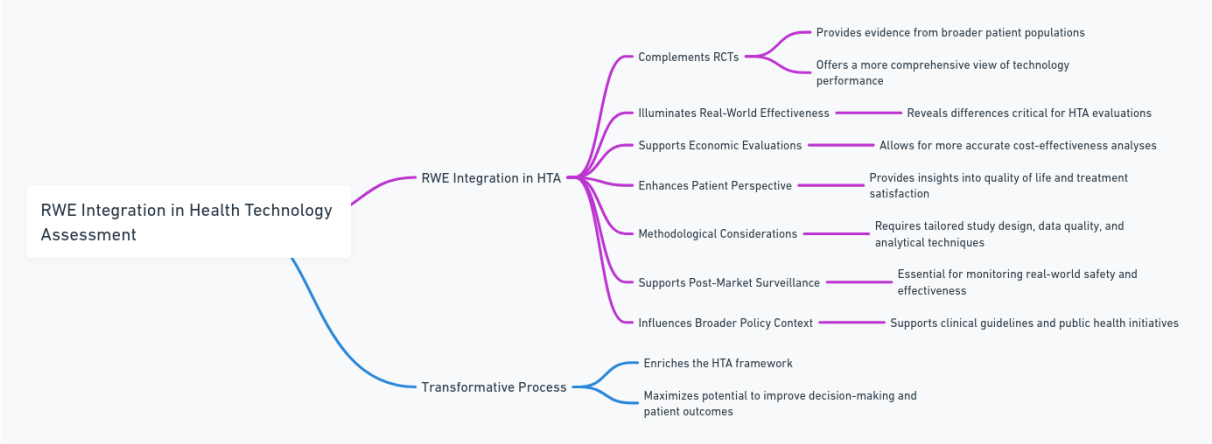 RWE Integration in Health Technology
Assessment
RWE Integration in HTA
Complements RCTs
Provides evidence from broader patient populations
Offers a more comprehensive view of technology
performance
Illuminates Real-World Effectiveness
Reveals differences critical for HTA evaluations
Supports Economic Evaluations
Allows for more accurate cost-effectiveness analyses
Enhances Patient Perspective
Provides insights into quality of life and treatment
satisfaction
Methodological Considerations
Requires tailored study design, data quality, and
analytical techniques
Supports Post-Market Surveillance
Essential for monitoring real-world safety and
effectiveness
Influences Broader Policy Context
Supports clinical guidelines and public health initiatives
Transformative Process
Enriches the HTA framework
Maximizes potential to improve decision-making and
patient outcomes